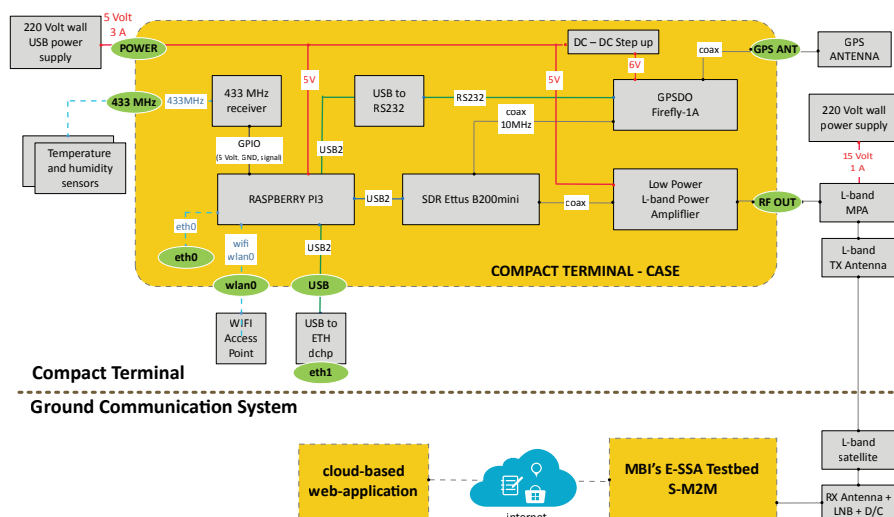 5 Volt
3 A
220 Volt wall
USB power
supply
POWER
DC – DC Step up
coax
GPS ANT
GPS
ANTENNA
5V
5V
6V
433 MHz
433MHz
433 MHz
receiver
USB to
RS232
RS232
GPSDO
Firefly-1A
coax
10MHz
220 Volt wall
power supply
Temperature
and humidity
sensors
GPIO
(5 Volt. GND, signal)
USB2
15 Volt
1 A
RASPBERRY PI3
USB2
SDR Ettus B200mini
coax
Low Power
L-band Power
Ampliflier
RF OUT
L-band
MPA
eth0
eth0
wifi
wlan0
USB2
wlan0
USB
COMPACT TERMINAL - CASE
L-band
TX Antenna
WIFI
Access
Point
USB to
ETH
dchp
eth1
Compact Terminal
Ground Communication System
cloud-based
web-application
internet
MBI's E-SSA Testbed
S-M2M
L-band
satellite
RX Antenna +
LNB + D/C